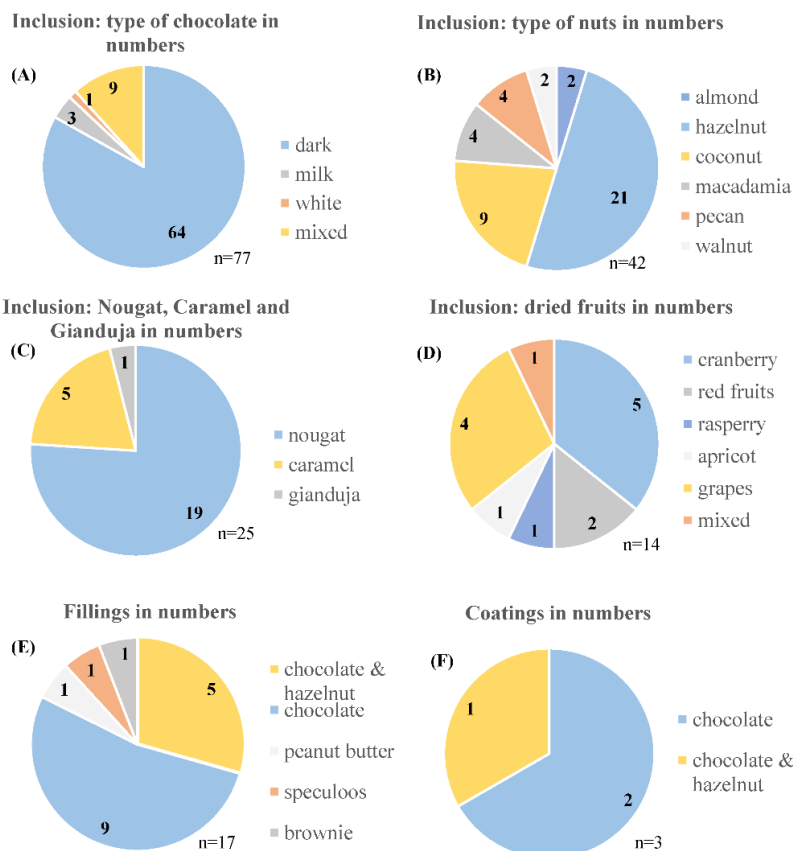 Inclusion: type of chocolate in
numbers
(A)
9
1
3
64
n=77
dark
milk
white
mixed
Inclusion: type of nuts in numbers
(B)
2
2
4
4
9
21
n=42
almond
hazelnut
coconut
macadamia
pecan
walnut
Inclusion: Nougat, Caramel and
Gianduja in numbers
(C)
1
5
19
n=25
nougat
caramel
gianduja
Inclusion: dried fruits in numbers
(D)
1
5
4
1
1
2
n=14
cranberry
red fruits
rasperry
apricot
grapes
mixed
Fillings in numbers
(E)
1
1
1
5
9
n=17
chocolate &
hazelnut
chocolate
peanut butter
speculoos
brownie
Coatings in numbers
(F)
1
2
n=3
chocolate
chocolate &
hazelnut